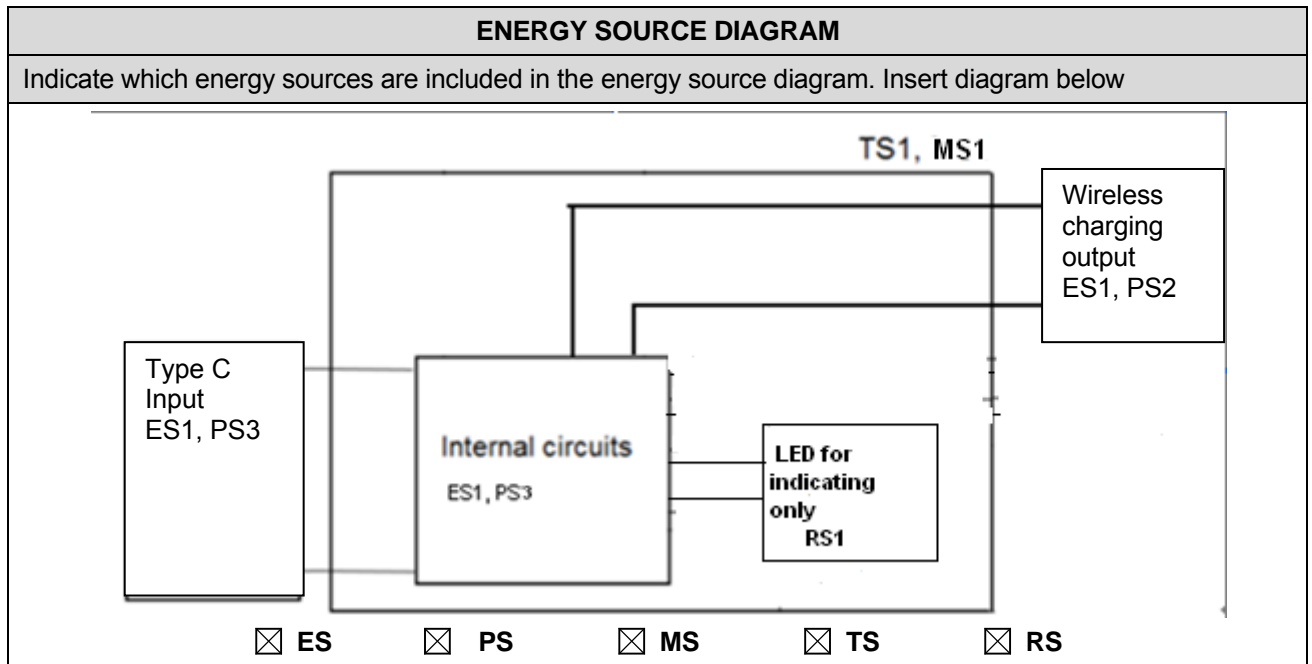 ENERGY SOURCE DIAGRAM
Indicate which energy sources are included in the energy source diagram. Insert diagram below
TS1, MS1
Wireless
charging
output
ES1, PS2
Type C
Input
ES1, PS3
Internal circuits
ES1, PS3
LED for
indicating
only
RS1
☒ ES ☒ PS ☒ MS ☒ TS ☒ RS